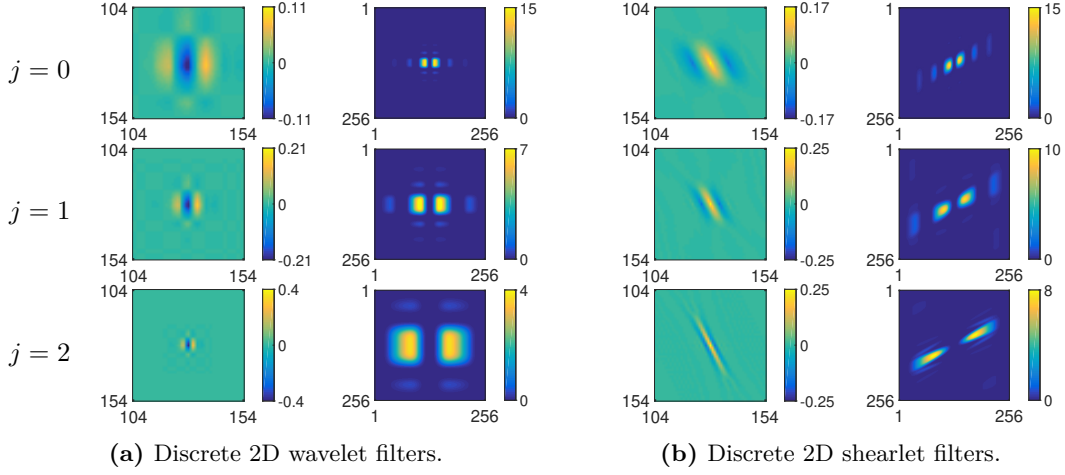 104 0.11 1 15 104 0.17 1 15
j = 0 0 0
154 -0.11 256 0 154 -0.17 256 0
104 154 1 256 104 154 1 256
104 0.21 1 7 104 0.25 1 10
j = 1 0 0
154 -0.21 256 0 154 -0.25 256 0
104 154 1 256 104 154 1 256
104 0.4 1 4 104 0.25 1 8
j = 2 0 0
154 -0.4 256 0 154 -0.25 256 0
104 154 1 256 104 154 1 256
(a) Discrete 2D wavelet filters. (b) Discrete 2D shearlet filters.